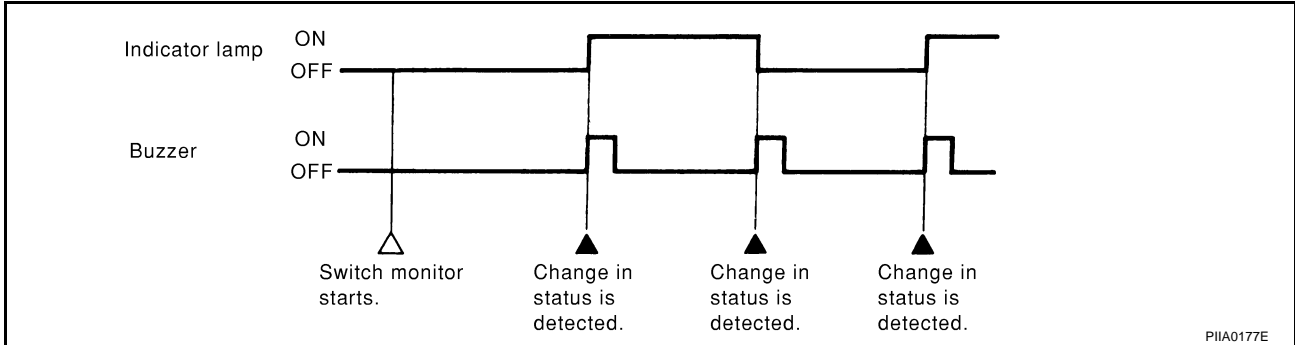 Indicator lamp
ON
OFF
Buzzer
ON
OFF
Switch monitor
starts.
Change in
status is
detected.
Change in
status is
detected.
Change in
status is
detected.
PIIA0177E